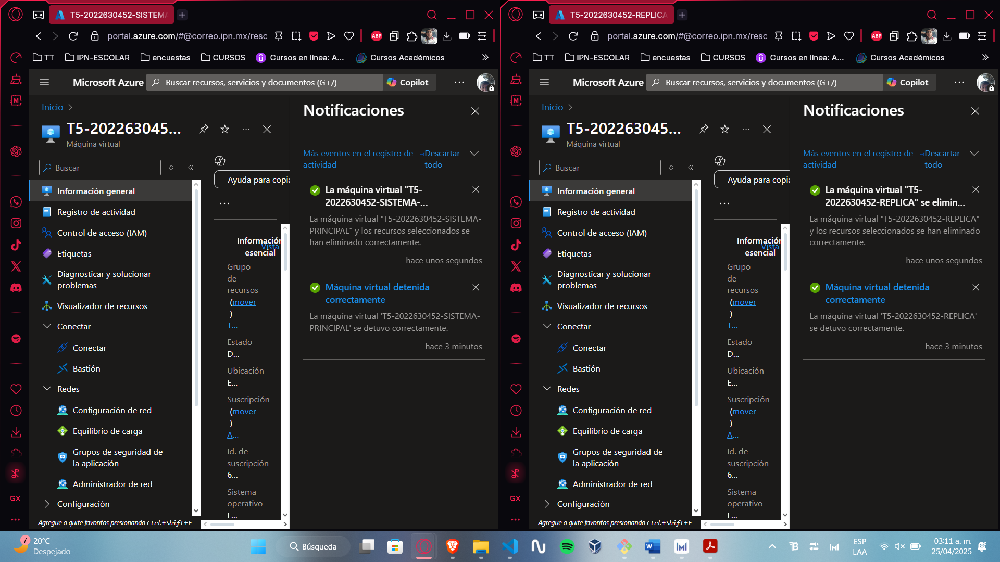 T5-2022630452-SISTEMA
portal.azure.com/#@correo.ipn.mx/resc
ABP
TT
IPN-ESCOLAR
encuestas
CURSOS
Cursos en línea: A...
Cursos Académicos
Microsoft Azure
Buscar recursos, servicios y documentos (G+/)
Copilot
Inicio
T5-202263045...
Máquina virtual
Buscar
Ayuda para copia
Información general
Registro de actividad
Control de acceso (IAM)
Etiquetas
Diagnosticar y solucionar
problemas
Visualizador de recursos
Conectar
Conectar
Bastión
Redes
Configuración de red
Equilibrio de carga
Grupos de seguridad de
la aplicación
Administrador de red
Configuración
Agregue o quite favoritos presionando Ctrl+Shift+F
GX
Información
esencial
Vista
Grupo
de
recursos
(mover
)
T...
Estado
D...
Ubicación
E...
Suscripción
(mover
)
A...
Id. de
suscripción
6...
Sistema
operativo
L...
Notificaciones
Más eventos en el registro de
actividad
→Descartar
todo
La máquina virtual "T5-
2022630452-SISTEMA-...
La máquina virtual "T5-2022630452-SISTEMA-
PRINCIPAL" y los recursos seleccionados se
han eliminado correctamente.
hace unos segundos
Máquina virtual detenida
correctamente
La máquina virtual 'T5-2022630452-SISTEMA-
PRINCIPAL' se detuvo correctamente.
hace 3 minutos
T5-2022630452-REPLICA
portal.azure.com/#@correo.ipn.mx/resc
ABP
TT
IPN-ESCOLAR
encuestas
CURSOS
Cursos en línea: A...
Cursos Académicos
Microsoft Azure
Buscar recursos, servicios y documentos (G+/)
Copilot
Inicio
T5-202263045...
Máquina virtual
Buscar
Ayuda para copia
Información general
Registro de actividad
Control de acceso (IAM)
Etiquetas
Diagnosticar y solucionar
problemas
Visualizador de recursos
Conectar
Conectar
Bastión
Redes
Configuración de red
Equilibrio de carga
Grupos de seguridad de
la aplicación
Administrador de red
Configuración
Agregue o quite favoritos presionando Ctrl+Shift+F
GX
Información
esencial
Vista
Grupo
de
recursos
(mover
)
T...
Estado
D...
Ubicación
E...
Suscripción
(mover
)
A...
Id. de
suscripción
6...
Sistema
operativo
L...
Notificaciones
Más eventos en el registro de
actividad
→Descartar
todo
La máquina virtual "T5-
2022630452-REPLICA" se elimin...
La máquina virtual "T5-2022630452-REPLICA"
y los recursos seleccionados se han eliminado
correctamente.
hace unos segundos
Máquina virtual detenida
correctamente
La máquina virtual 'T5-2022630452-REPLICA'
se detuvo correctamente.
hace 3 minutos
7
20°C
Despejado
Búsqueda
ESP
LAA
03:11 a. m.
25/04/2025